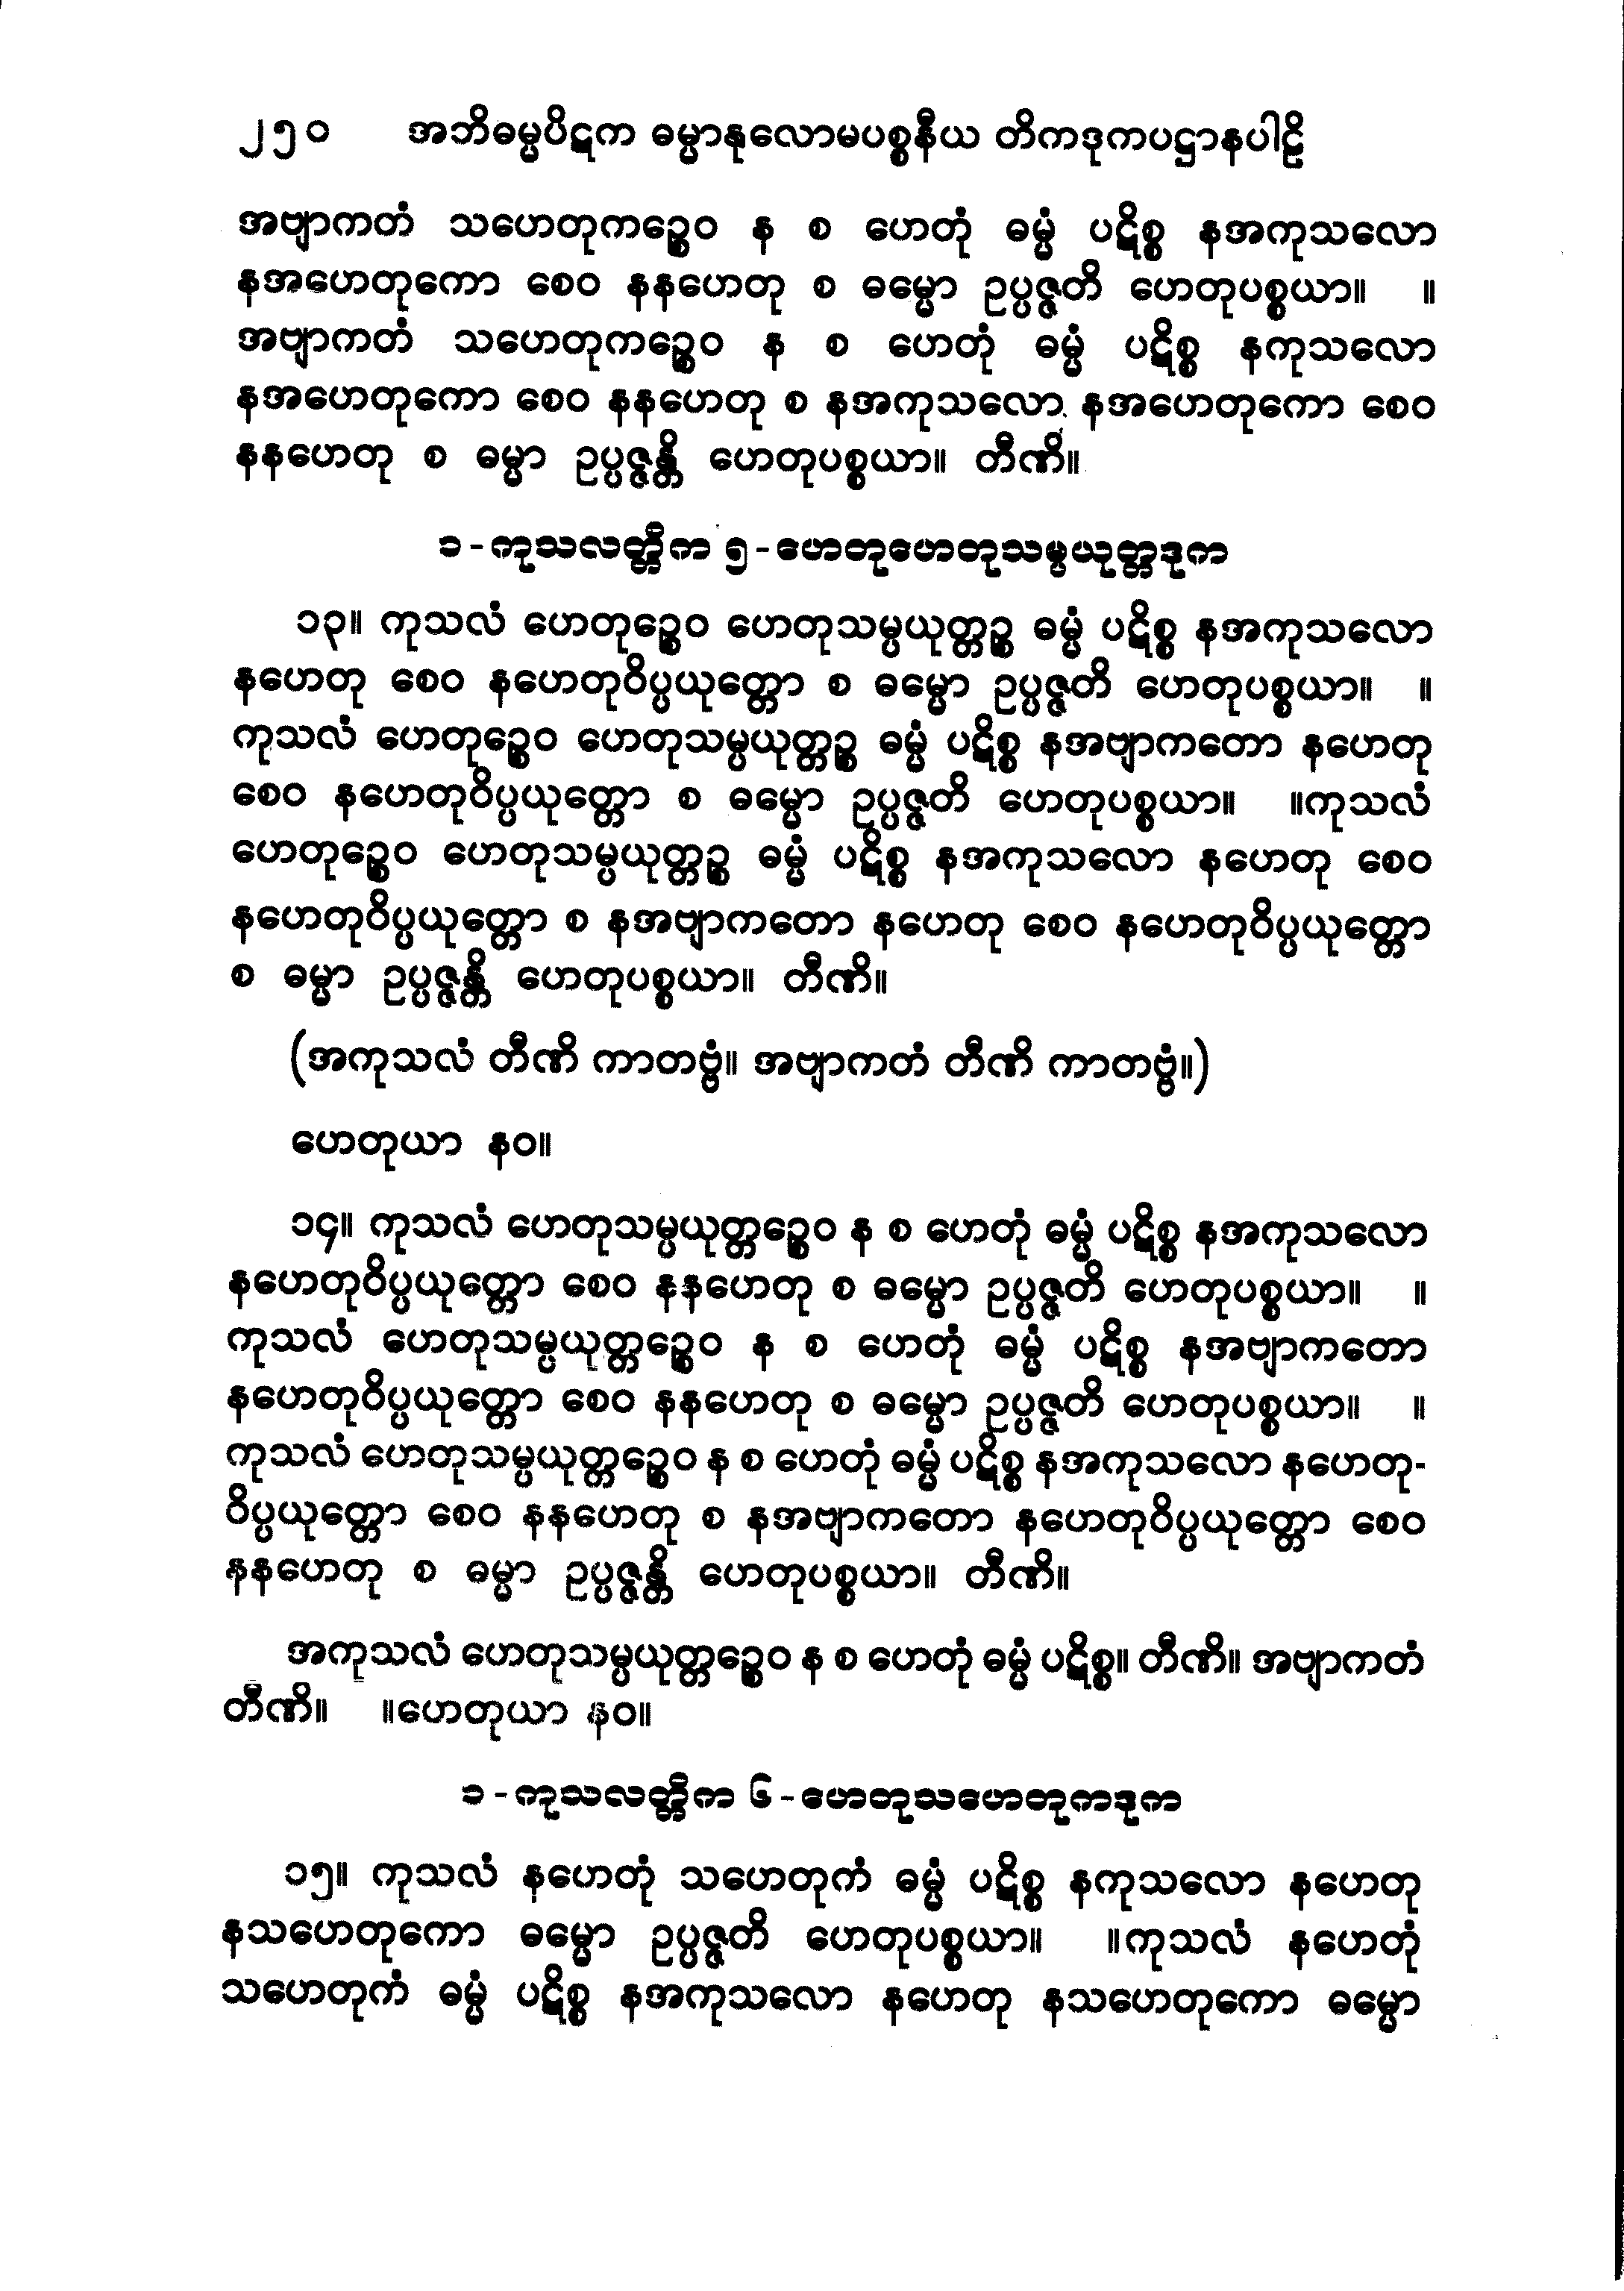 ၂၅၀ အဘိဓမ္မပိဋက ဓမ္မာနုလောမပစ္စနီယ တိကဒုကပဋ္ဌာနပါဠိ
အဗျာကတံ သဟေတုကဉ္စေဝ န စ ဟေတုံ ဓမ္မံ ပဋိစ္စ နအကုသလော
နအဟေတုကော စေဝ နနဟေတု စ ဓမ္မော ဥပ္ပဇ္ဇတိ ဟေတုပစ္စယာ။ ။
အဗျာကတံ သဟေတုကဉ္စေဝ န စ ဟေတုံ ဓမ္မံ ပဋိစ္စ နကုသလော
နအဟေတုကော စေဝ နနဟေတု စ နအကုသလော နအဟေတုကော စေဝ
နနဟေတု စ ဓမ္မာ ဥပ္ပဇ္ဇန္တိ ဟေတုပစ္စယာ။ တီဏိ။
၁-ကုသလတ္တိက ၅-ဟေတုဟေတုသမ္ပယုတ္တဒုက
၁၃။ ကုသလံ ဟေတုဉ္စေဝ ဟေတုသမ္ပယုတ္တဉ္စ ဓမ္မံ ပဋိစ္စ နအကုသလော
နဟေတု စေဝ နဟေတုဝိပ္ပယုတ္တော စ ဓမ္မော ဥပ္ပဇ္ဇတိ ဟေတုပစ္စယာ။ ။
ကုသလံ ဟေတုဉ္စေဝ ဟေတုသမ္ပယုတ္တဉ္စ ဓမ္မံ ပဋိစ္စ နအဗျာကတော နဟေတု
စေဝ နဟေတုဝိပ္ပယုတ္တော စ ဓမ္မော ဥပ္ပဇ္ဇတိ ဟေတုပစ္စယာ။ ။ကုသလံ
ဟေတုဉ္စေဝ ဟေတုသမ္ပယုတ္တဉ္စ ဓမ္မံ ပဋိစ္စ နအကုသလော နဟေတု စေဝ
နဟေတုဝိပ္ပယုတ္တော စ နအဗျာကတော နဟေတု စေဝ နဟေတုဝိပ္ပယုတ္တော
စ ဓမ္မာ ဥပ္ပဇ္ဇန္တိ ဟေတုပစ္စယာ။ တီဏိ။
(အကုသလံ တီဏိ ကာတဗ္ဗံ။ အဗျာကတံ တီဏိ ကာတဗ္ဗံ။)
ဟေတုယာ နဝ။
၁၄။ ကုသလံ ဟေတုသမ္ပယုတ္တဉ္စေဝ န စ ဟေတုံ ဓမ္မံ ပဋိစ္စ နအကုသလော
နဟေတုဝိပ္ပယုတ္တော စေဝ နနဟေတု စ ဓမ္မော ဥပ္ပဇ္ဇတိ ဟေတုပစ္စယာ။ ။
ကုသလံ ဟေတုသမ္ပယုတ္တဉ္စေဝ န စ ဟေတုံ ဓမ္မံ ပဋိစ္စ နအဗျာကတော
နဟေတုဝိပ္ပယုတ္တော စေဝ နနဟေတု စ ဓမ္မော ဥပ္ပဇ္ဇတိ ဟေတုပစ္စယာ။ ။
ကုသလံ ဟေတုသမ္ပယုတ္တဉ္စေဝ န စ ဟေတုံ ဓမ္မံ ပဋိစ္စ နအကုသလော နဟေတု-
ဝိပ္ပယုတ္တော စေဝ နနဟေတု စ နအဗျာကတော နဟေတုဝိပ္ပယုတ္တော စေဝ
နနဟေတု စ ဓမ္မာ ဥပ္ပဇ္ဇန္တိ ဟေတုပစ္စယာ။ တီဏိ။
အကုသလံ ဟေတုသမ္ပယုတ္တဉ္စေဝ န စ ဟေတုံ ဓမ္မံ ပဋိစ္စ။ တီဏိ။ အဗျာကတံ
တီဏိ။ ။ဟေတုယာ နဝ။
၁-ကုသလတ္တိက ၆-ဟေတုသဟေတုကဒုက
၁၅။ ကုသလံ နဟေတုံ သဟေတုကံ ဓမ္မံ ပဋိစ္စ နကုသလော နဟေတု
နသဟေတုကော ဓမ္မော ဥပ္ပဇ္ဇတိ ဟေတုပစ္စယာ။ ။ကုသလံ နဟေတုံ
သဟေတုကံ ဓမ္မံ ပဋိစ္စ နအကုသလော နဟေတု နသဟေတုကော ဓမ္မော